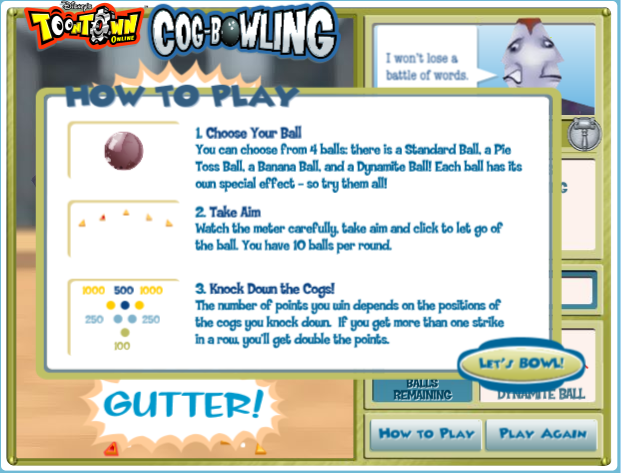 Disney's
TOONTOWN
ONLINE
COG-BOWLING
I won't lose a
battle of words.
HOW TO PLAY
1. Choose Your Ball
You can choose from 4 balls: there is a Standard Ball, a Pie
Toss Ball, a Banana Ball, and a Dynamite Ball! Each ball has its
own special effect - so try them all!
2. Take Aim
Watch the meter carefully, take aim and click to let go of
the ball. You have 10 balls per round.
1000 500 1000
250 250
100
3. Knock Down the Cogs!
The number of points you win depends on the positions of
the cogs you knock down. If you get more than one strike
in a row, you'll get double the points.
LET'S BOWL!
BALLS
REMAINING
DYNAMITE BALL
GUTTER!
HOW TO PLAY
PLAY AGAIN